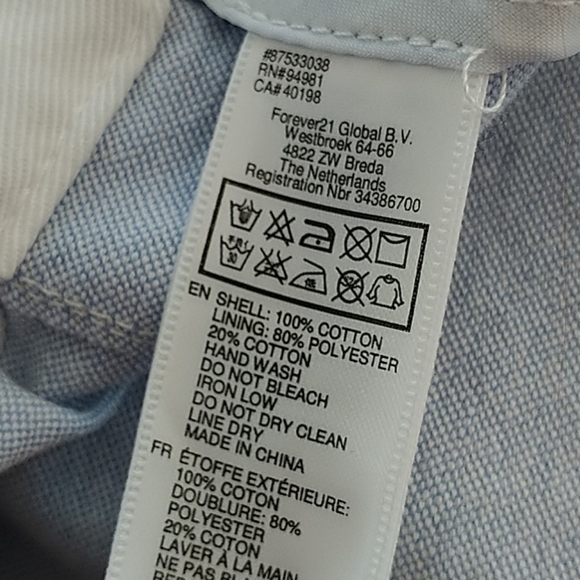 #87533038
RN#94981
CA#40198
Forever21 Global B.V.
Westbroek 64-66
4822 ZW Breda
The Netherlands
Registration Nbr 34386700
30
EN SHELL: 100% COTTON
LINING: 80% POLYESTER
20% COTTON
HAND WASH
DO NOT BLEACH
IRON LOW
DO NOT DRY CLEAN
LINE DRY
MADE IN CHINA
FR ÉTOFFE EXTÉRIEURE:
100% COTON
DOUBLURE: 80%
POLYESTER
20% COTON
LAVER À LA MAIN
NE PAS